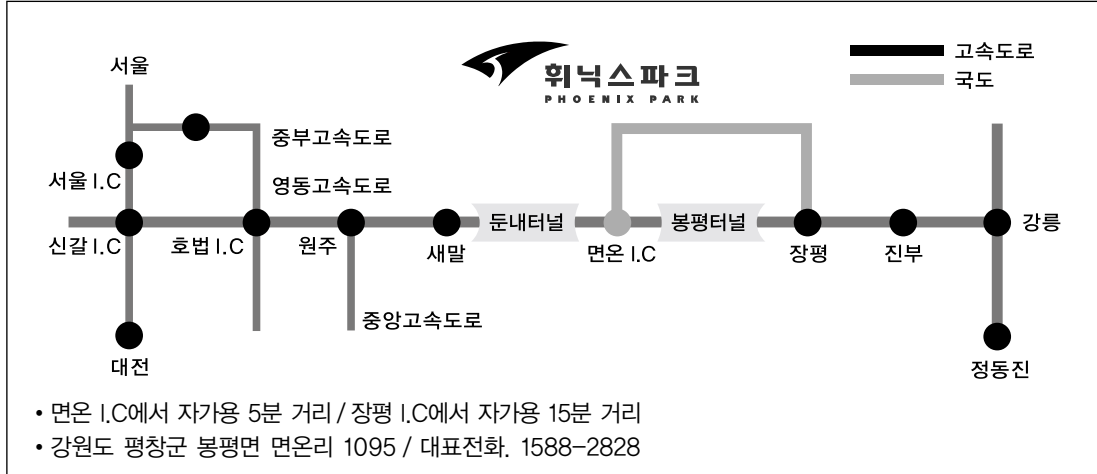 서울
휘닉스파크
PHOENIX PARK
고속도로
국도
중부고속도로
서울 I.C
영동고속도로
둔내터널
봉평터널
강릉
신갈 I.C
호법 I.C
원주
새말
면온 I.C
장평
진부
중앙고속도로
대전
정동진
• 면온 I.C에서 자가용 5분 거리 / 장평 I.C에서 자가용 15분 거리
• 강원도 평창군 봉평면 면온리 1095 / 대표전화. 1588-2828